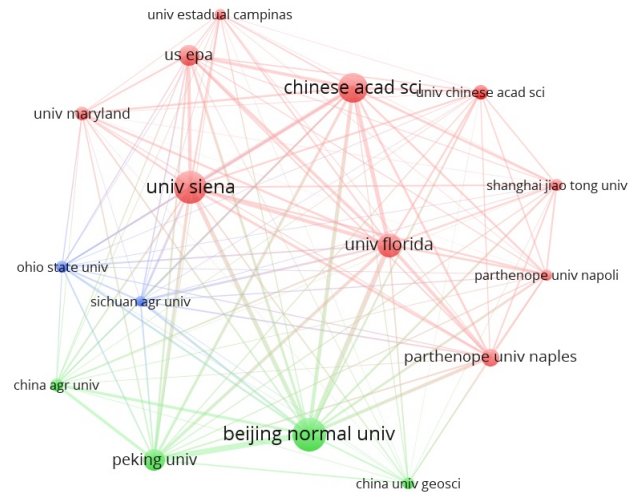 univ estadual campinas
us epa
chinese acad sci
univ chinese acad sci
univ maryland
univ siena
shanghai jiao tong univ
univ florida
ohio state univ
parthenope univ napoli
sichuan agr univ
parthenope univ naples
china agr univ
beijing normal univ
peking univ
china univ geosci